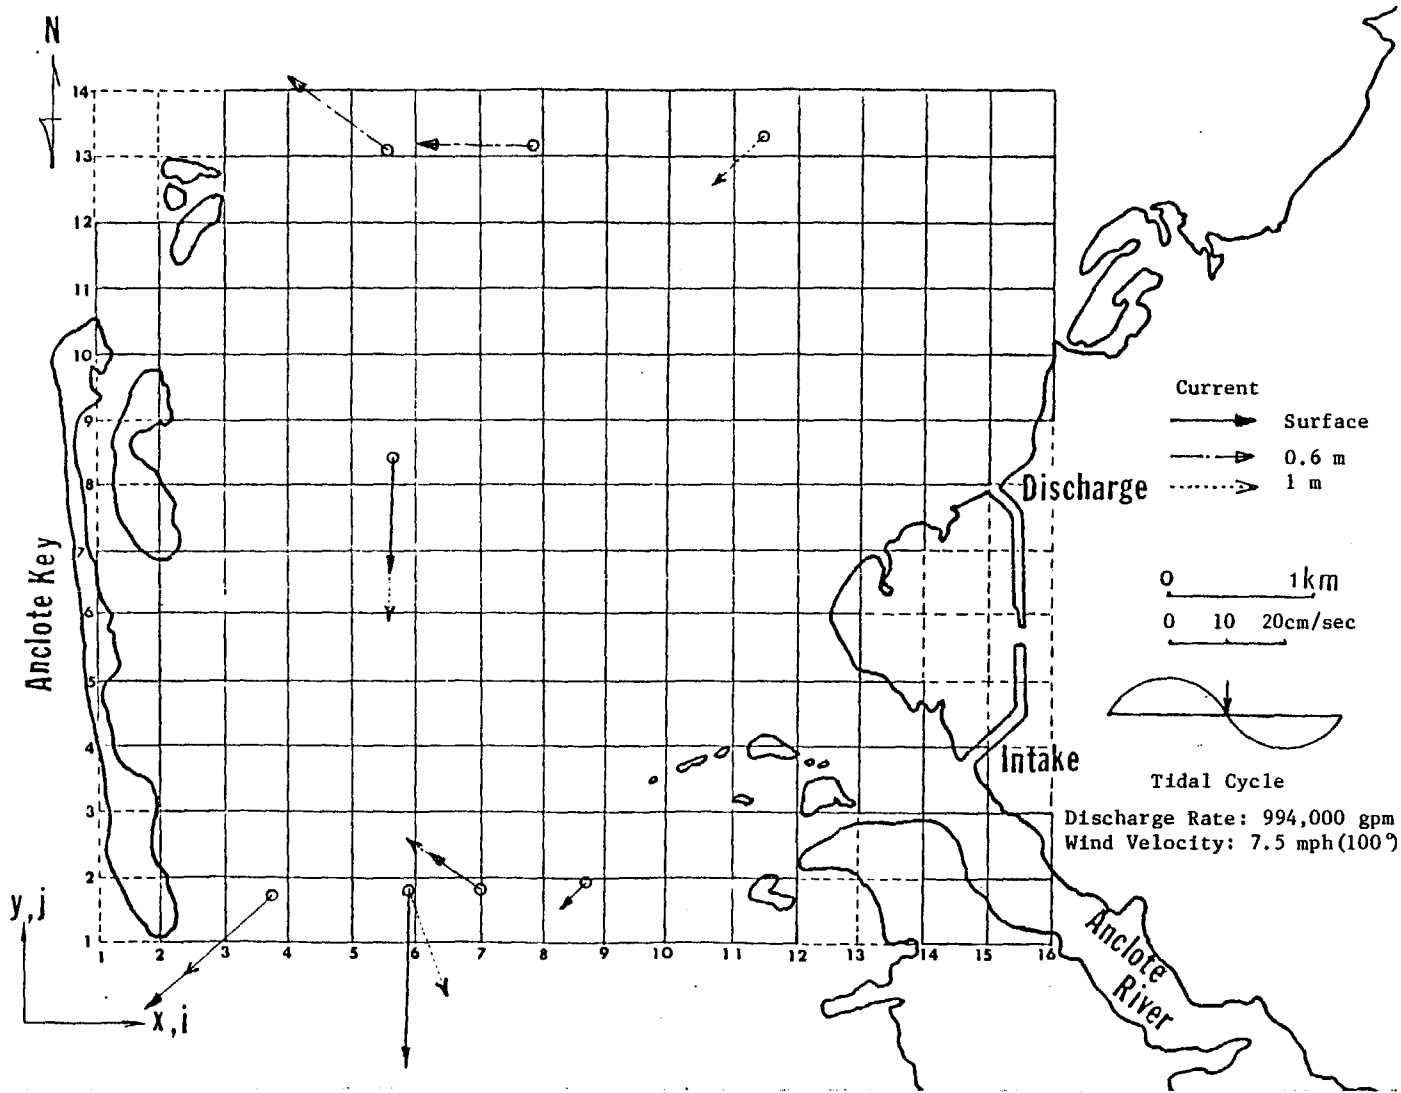 N
14
13
12
11
10
9
8
7
6
5
4
3
2
1
1 2 3 4 5 6 7 8 9 10 11 12 14 15 16
Anclote Key
y,j
x,i
Current
Surface
0.6 m
1 m
Discharge
0 1km
0 10 20cm/sec
Intake
Tidal Cycle
Discharge Rate: 994,000 gpm
Wind Velocity: 7.5 mph(100°)
Anclote
River